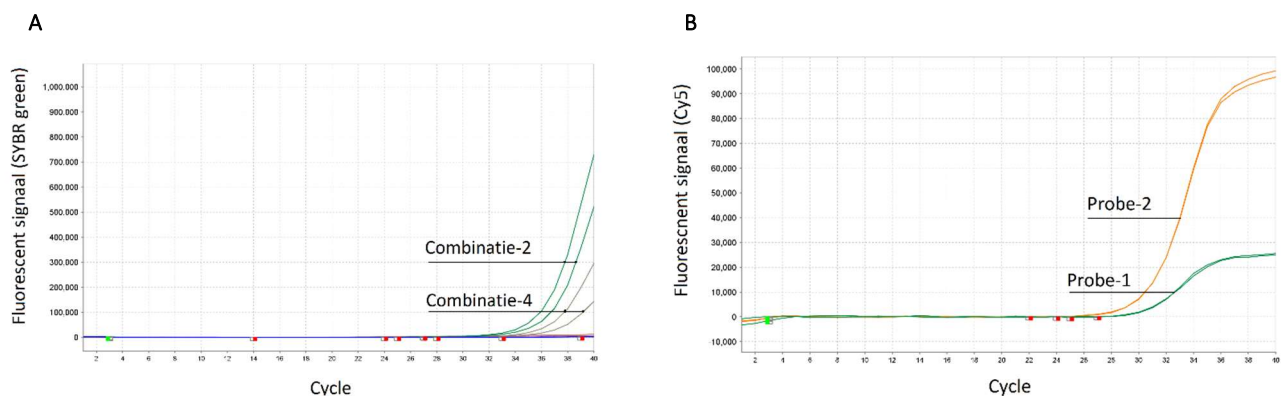 A
Fluorescent signaal (SYBR green)
1,000.000
900.000
800.000
700.000
600.000
500.000
400.000
300.000
200.000
100.000
0
Combinatie-2
Combinatie-4
2 4 6 8 10 12 14 16 18 20 22 24 26 28 30 32 34 36 38 40
Cycle
B
Fluorescnent signaal (Cy5)
100,000
90,000
80,000
70,000
60,000
50,000
40,000
30,000
20,000
10,000
0
10,000
Probe-2
Probe-1
2 4 6 8 10 12 14 16 18 20 22 24 26 28 30 32 34 36 38 40
Cycle